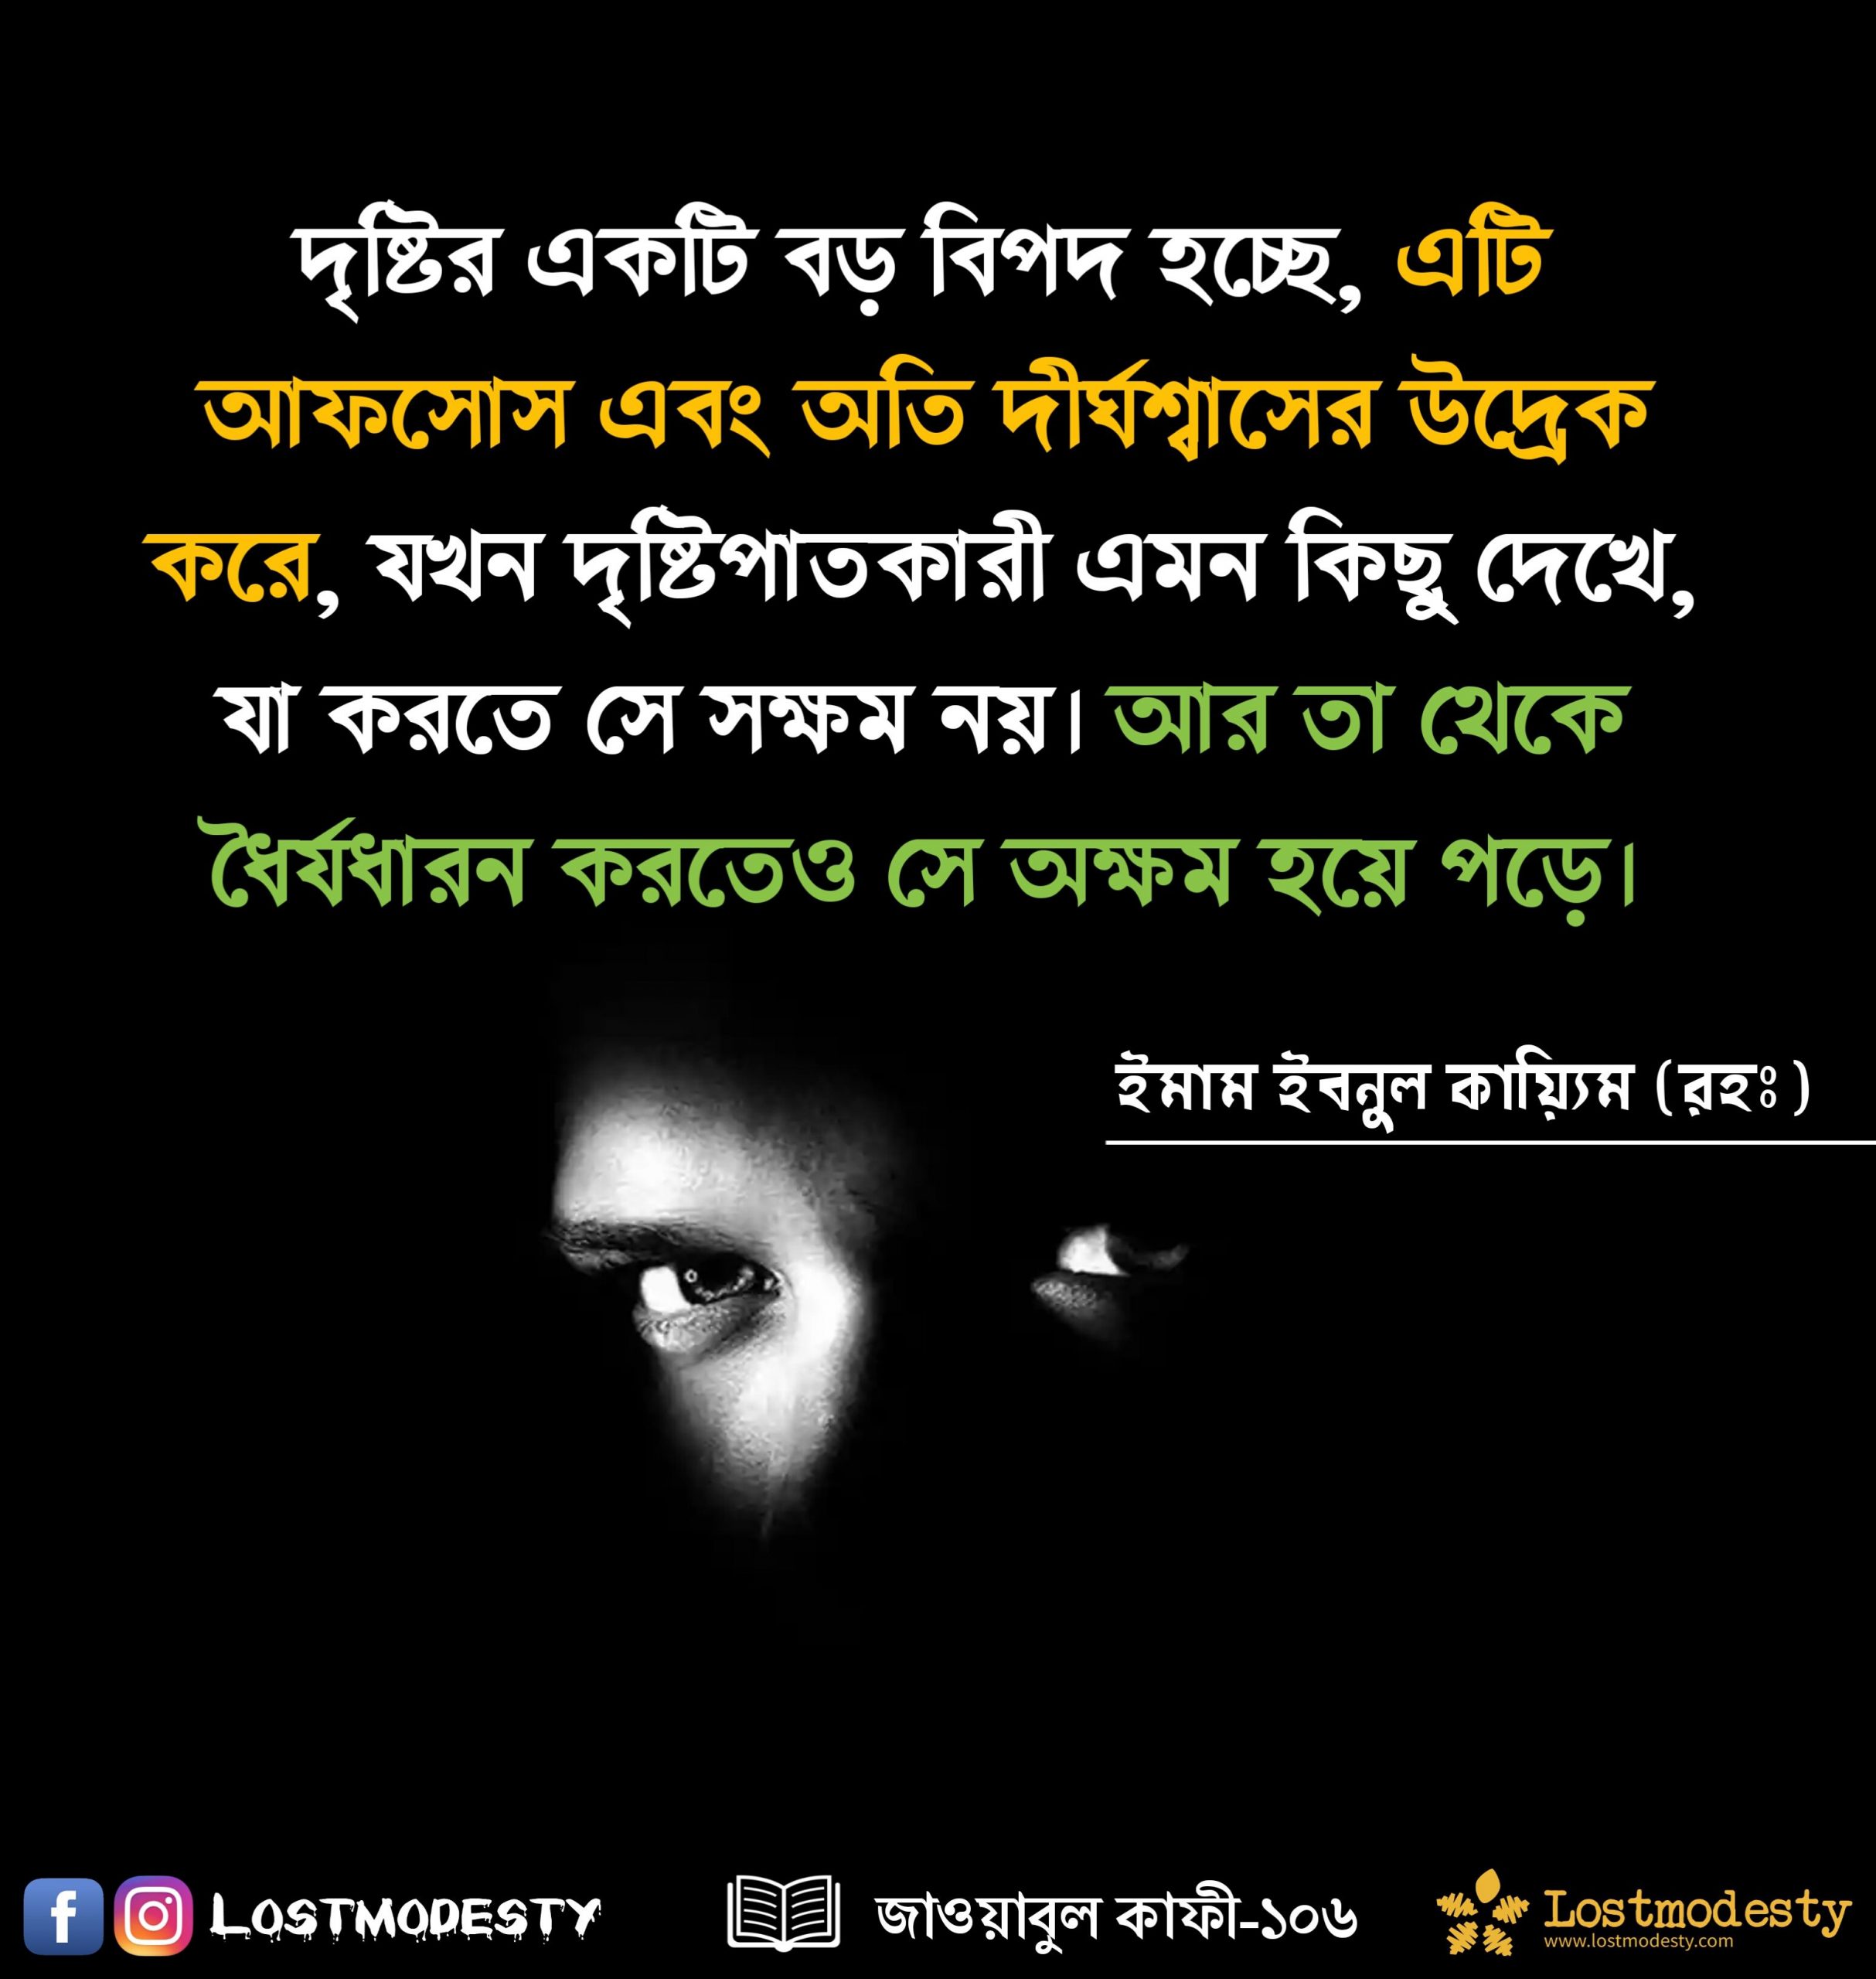 দৃষ্টির একটি বড় বিপদ হচ্ছে, এটি
আফসোস এবং অতি দীর্ঘশ্বাসের উদ্রেক
করে, যখন দৃষ্টিপাতকারী এমন কিছু দেখে,
যা করতে সে সক্ষম নয়। আর তা থেকে
ধৈর্যধারন করতেও সে অক্ষম হয়ে পড়ে।
ইমাম ইবনুল কায়্যিম (রহঃ)
LOSTMODESTY
জাওয়াবুল কাফী-১০৬
Lostmodesty
www.lostmodesty.com